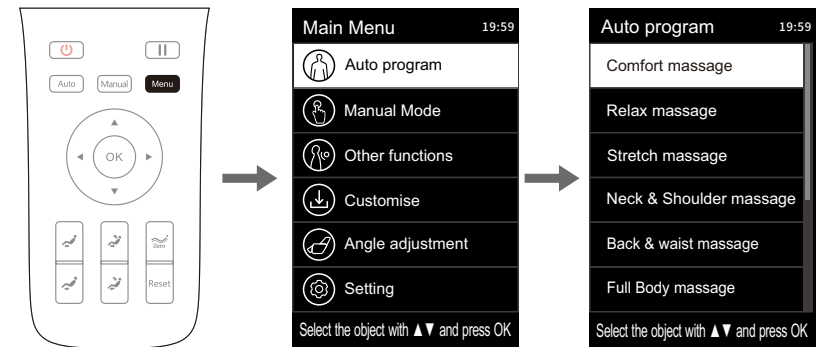 Auto
Manual
Menu
OK
Zero
Reset
Main Menu 19:59
Auto program
Manual Mode
Other functions
Customise
Angle adjustment
Setting
Select the object with ▲▼ and press OK
Auto program 19:59
Comfort massage
Relax massage
Stretch massage
Neck & Shoulder massage
Back & waist massage
Full Body massage
Select the object with ▲▼ and press OK